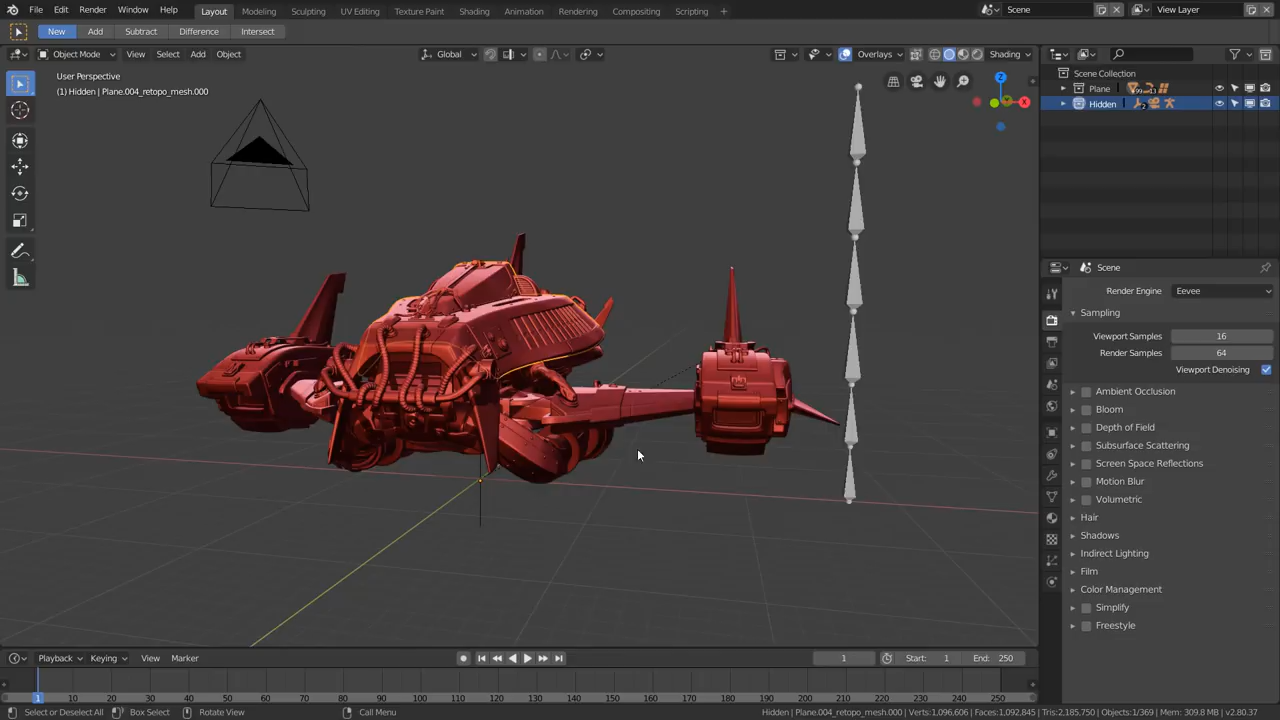 File Edit Render Window Help Layout Modeling Sculpting UV Editing Texture Paint Shading Animation Rendering Compositing Scripting + Scene View Layer
New Add Subtract Difference Intersect
Object Mode View Select Add Object Global Overlays Shading
User Perspective
(1) Hidden | Plane.004_retopo_mesh.000
Z
X
Scene Collection
Plane
Hidden
Scene
Render Engine Eevee
Sampling
Viewport Samples 16
Render Samples 64
Viewport Denoising
Ambient Occlusion
Bloom
Depth of Field
Subsurface Scattering
Screen Space Reflections
Motion Blur
Volumetric
Hair
Shadows
Indirect Lighting
Film
Color Management
Simplify
Freestyle
Playback Keying View Marker 1 Start: 1 End: 250
1 10 20 30 40 50 60 70 80 90 100 110 120 130 140 150 160 170 180 190 200 210 220 230 240 250
Select or Deselect All Box Select Rotate View Call Menu Hidden | Plane.004_retopo_mesh.000 | Verts:1,096,606 | Faces:1,092,845 | Tris:2,185,750 | Objects:1/369 | Mem: 309.8 MB | v2.80.37